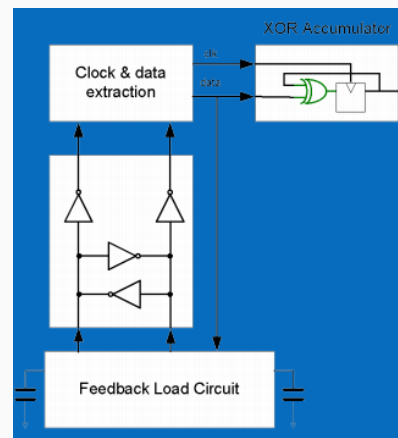 XOR Accumulator
clk
data
Clock & data
extraction
Feedback Load Circuit